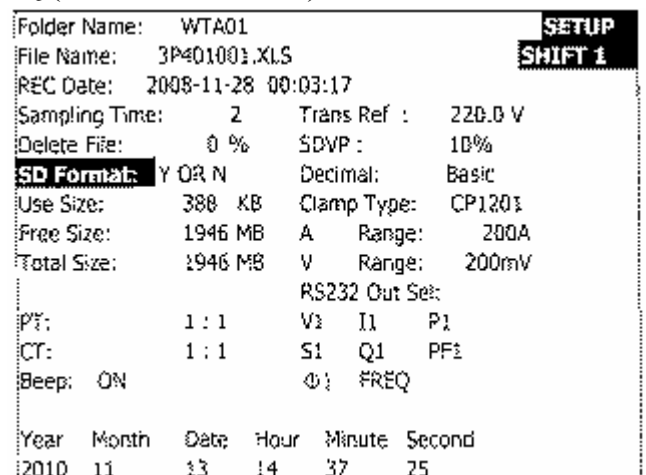 Folder Name: WTA01 SETUP
File Name: 3P401001.XLS SHIFT 1
REC Date: 2008-11-28 00:03:17
Sampling Time: 2 Trans Ref : 220.0 V
Delete File: 0 % SDVP : 10%
SD Format: Y OR N Decimal: Basic
Use Size: 388 KB Clamp Type: CP1201
Free Size: 1946 MB A Range: 200A
Total Size: 1946 MB V Range: 200mV
RS232 Out Set:
PT: 1 : 1 V1 I1 P1
CT: 1 : 1 S1 Q1 PF1
Beep: ON Φ1 FREQ
Year Month Date Hour Minute Second
2010 11 13 14 37 25